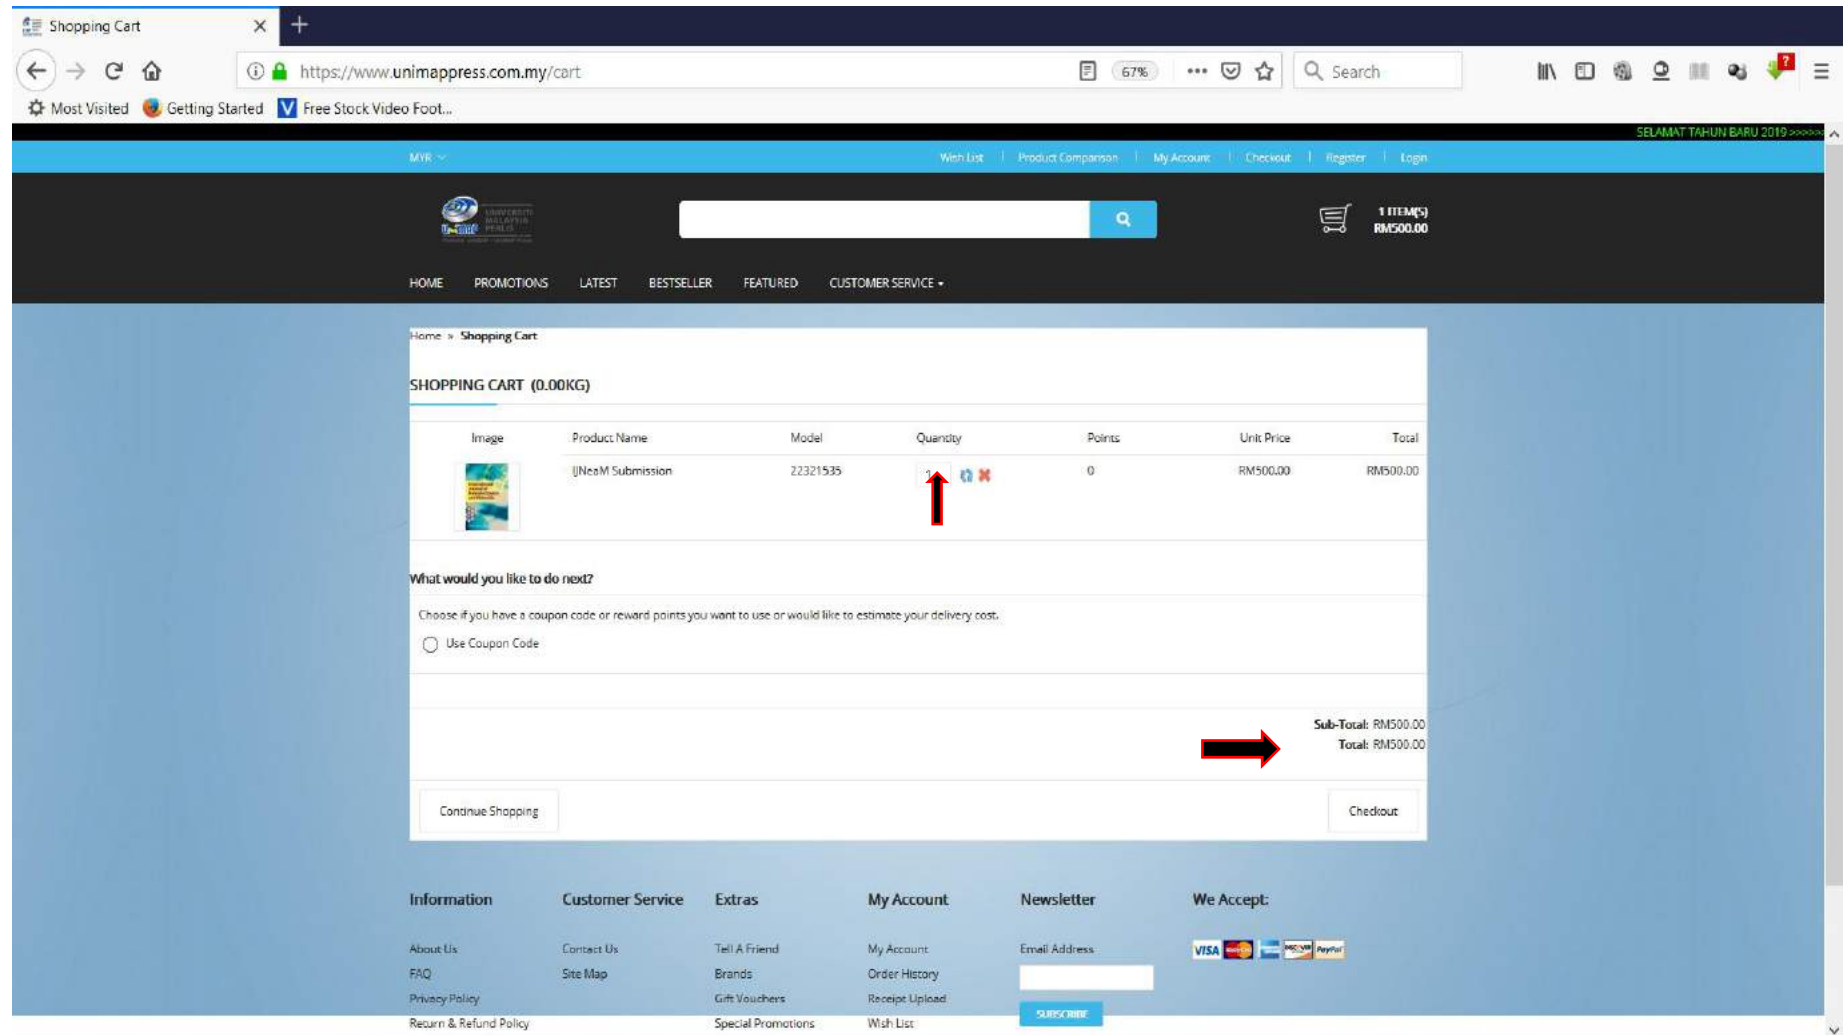 Shopping Cart
https://www.unimappress.com.my/cart
67%
Search
Most Visited
Getting Started
Free Stock Video Foot...
SELAMAT TAHUN BARU 2019 >>>>>>
MYR
Wish List | Product Comparison | My Account | Checkout | Register | Login
UniMAP
UNIVERSITI
MALAYSIA
PERLIS
1 ITEM(S)
RM500.00
HOME PROMOTIONS LATEST BESTSELLER FEATURED CUSTOMER SERVICE
Home » Shopping Cart
SHOPPING CART (0.00KG)
Image Product Name Model Quantity Points Unit Price Total
IJNeaM Submission 22321535 0 RM500.00 RM500.00
What would you like to do next?
Choose if you have a coupon code or reward points you want to use or would like to estimate your delivery cost.
Use Coupon Code
Sub-Total: RM500.00
Total: RM500.00
Continue Shopping Checkout
Information Customer Service Extras My Account Newsletter We Accept:
About Us Contact Us Tell A Friend My Account Email Address VISA DISCOVER PayPal
FAQ Site Map Brands Order History
Privacy Policy Gift Vouchers Receipt Upload
SUBSCRIBE
Return & Refund Policy Special Promotions Wish List